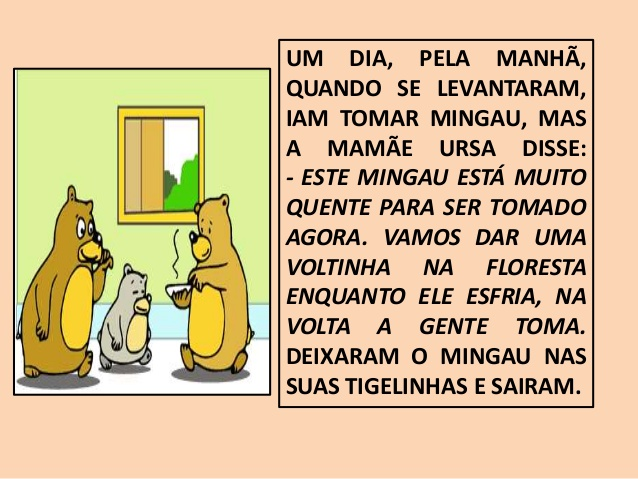 UM DIA, PELA MANHÃ,
QUANDO SE LEVANTARAM,
IAM TOMAR MINGAU, MAS
A MAMÃE URSA DISSE:
- ESTE MINGAU ESTÁ MUITO
QUENTE PARA SER TOMADO
AGORA. VAMOS DAR UMA
VOLTINHA NA FLORESTA
ENQUANTO ELE ESFRIA, NA
VOLTA A GENTE TOMA.
DEIXARAM O MINGAU NAS
SUAS TIGELINHAS E SAIRAM.